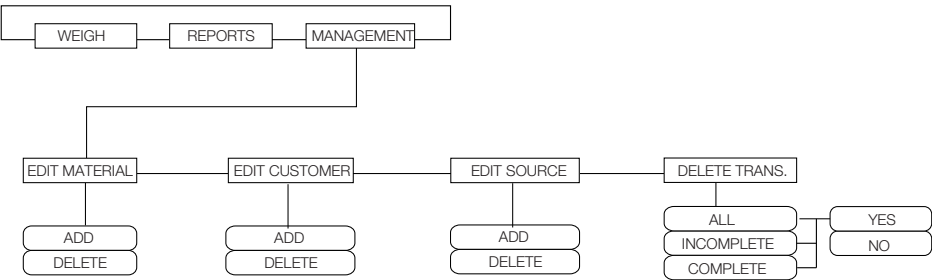 WEIGH REPORTS MANAGEMENT
EDIT MATERIAL EDIT CUSTOMER EDIT SOURCE DELETE TRANS.
ADD ADD ADD ALL YES
DELETE DELETE DELETE INCOMPLETE NO
COMPLETE